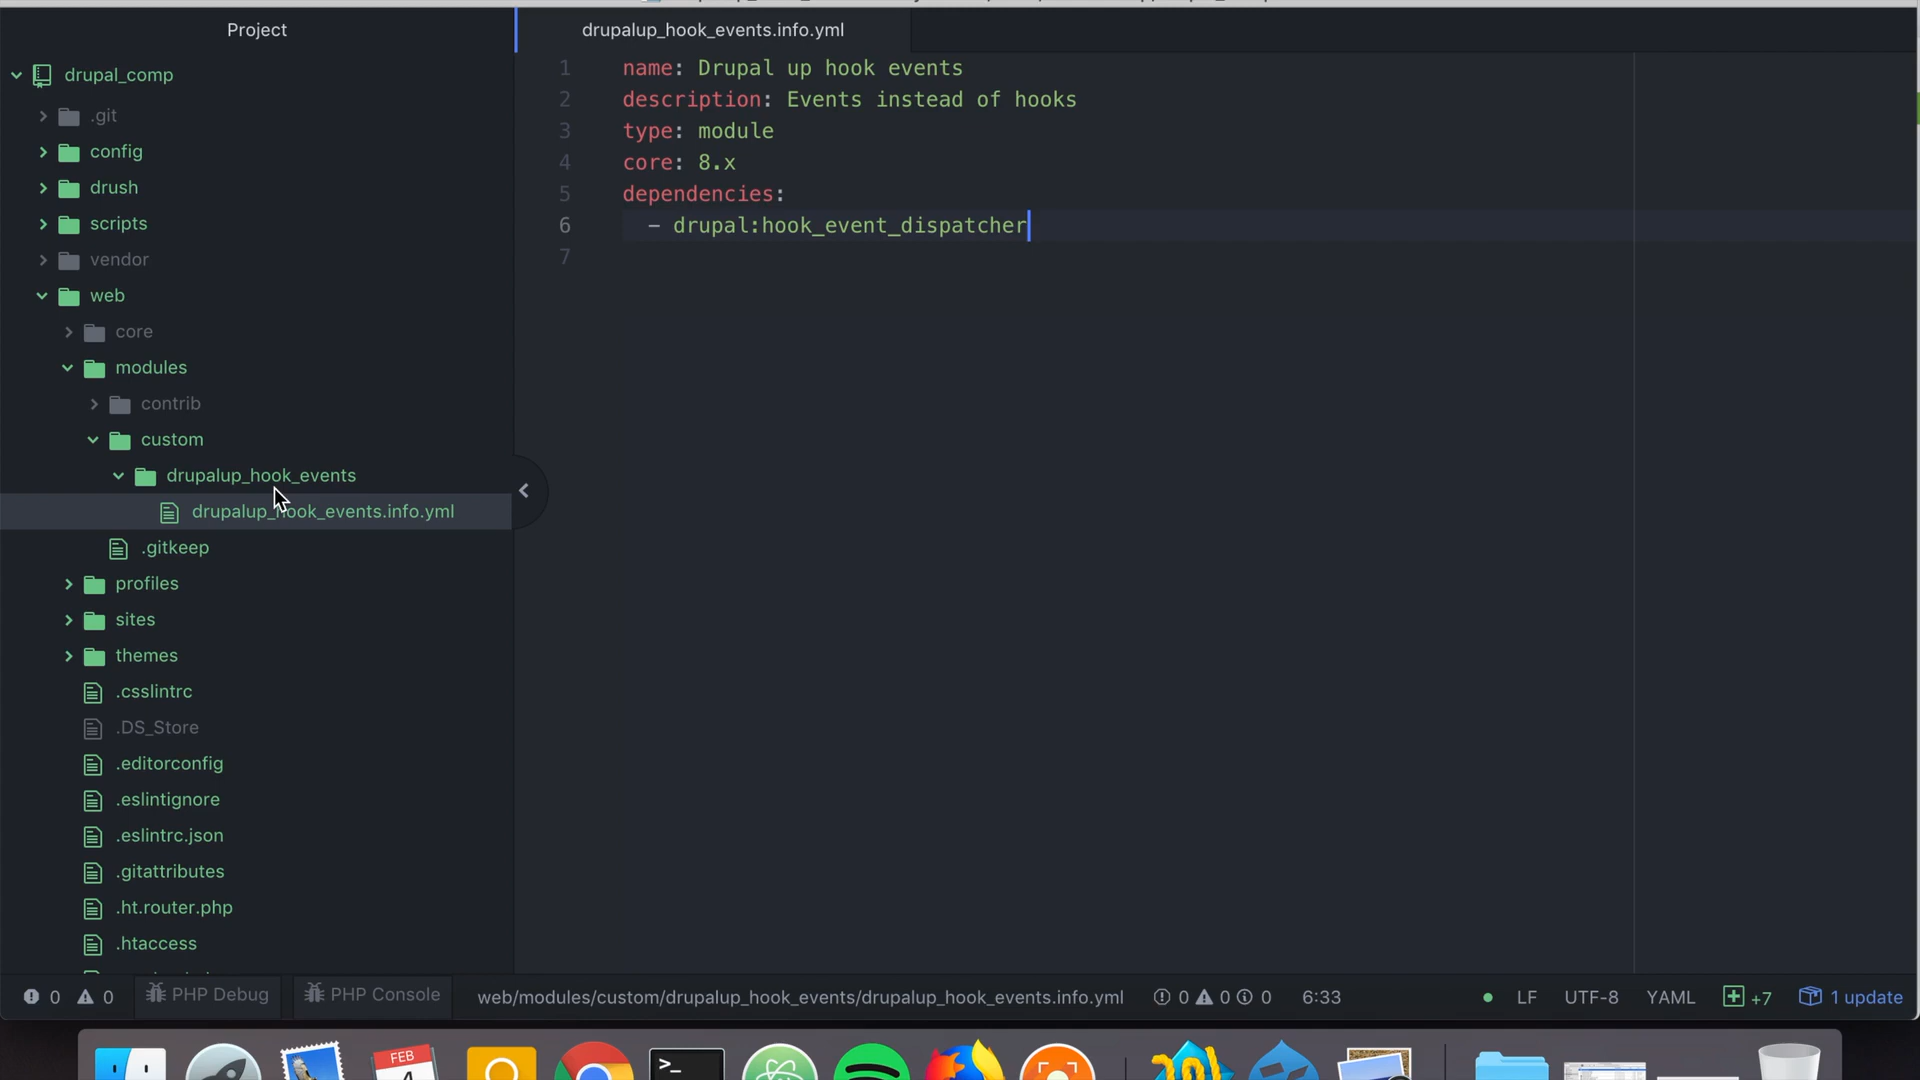 Project
drupal_comp
.git
config
drush
scripts
vendor
web
core
modules
contrib
custom
drupalup_hook_events
drupalup_hook_events.info.yml
.gitkeep
profiles
sites
themes
.csslintrc
.DS_Store
.editorconfig
.eslintignore
.eslintrc.json
.gitattributes
.ht.router.php
.htaccess
drupalup_hook_events.info.yml
1 name: Drupal up hook events
2 description: Events instead of hooks
3 type: module
4 core: 8.x
5 dependencies:
6 - drupal:hook_event_dispatcher
7
0 0 PHP Debug PHP Console web/modules/custom/drupalup_hook_events/drupalup_hook_events.info.yml 0 0 0 6:33 LF UTF-8 YAML +7 1 update
FEB
>_